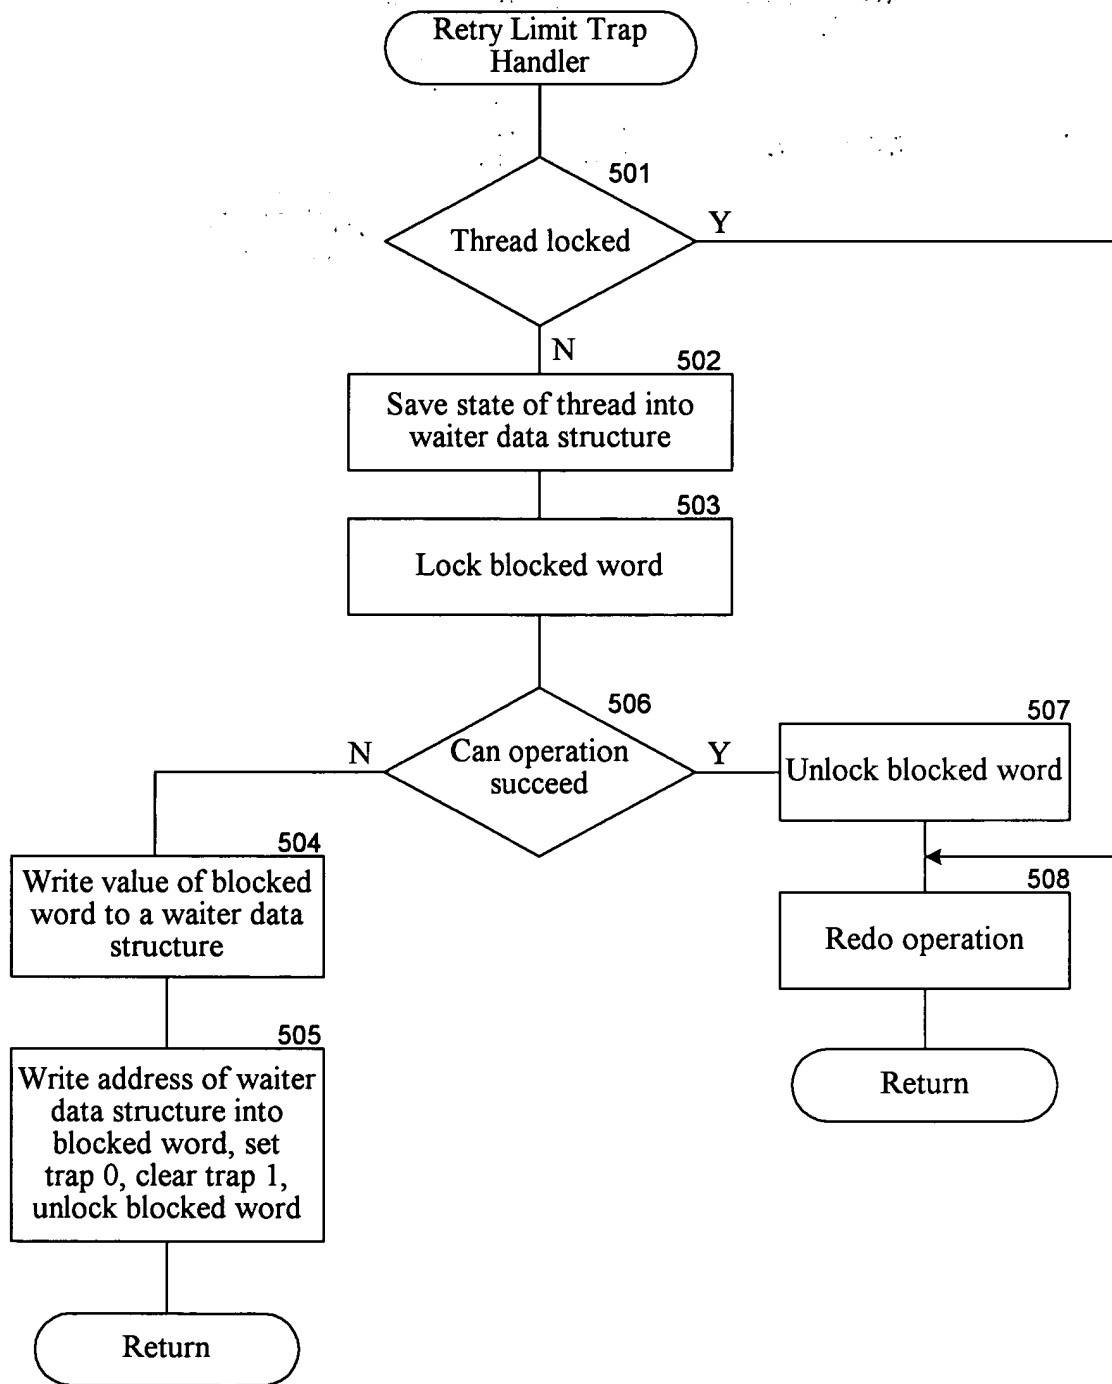 Retry Limit Trap
Handler
501
Thread locked
Y
N
502
Save state of thread into
waiter data structure
503
Lock blocked word
506
Can operation
succeed
N
Y
507
Unlock blocked word
504
Write value of blocked
word to a waiter data
structure
508
Redo operation
505
Write address of waiter
data structure into
blocked word, set
trap 0, clear trap 1,
unlock blocked word
Return
Return